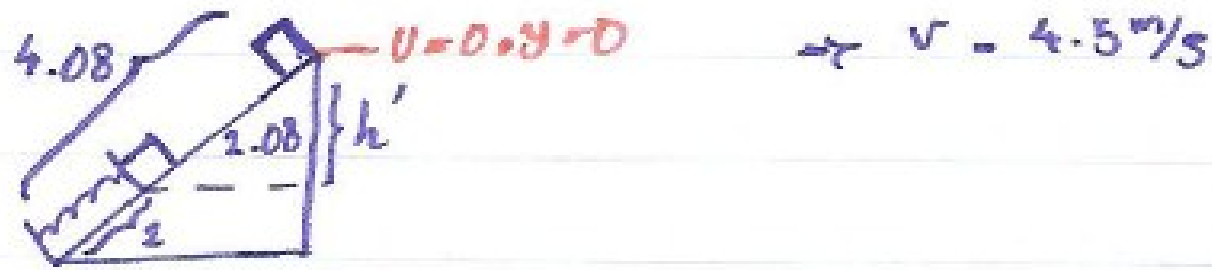 4.08
v=0, y=0
→ v = 4.5 m/s
2.08
h'
2